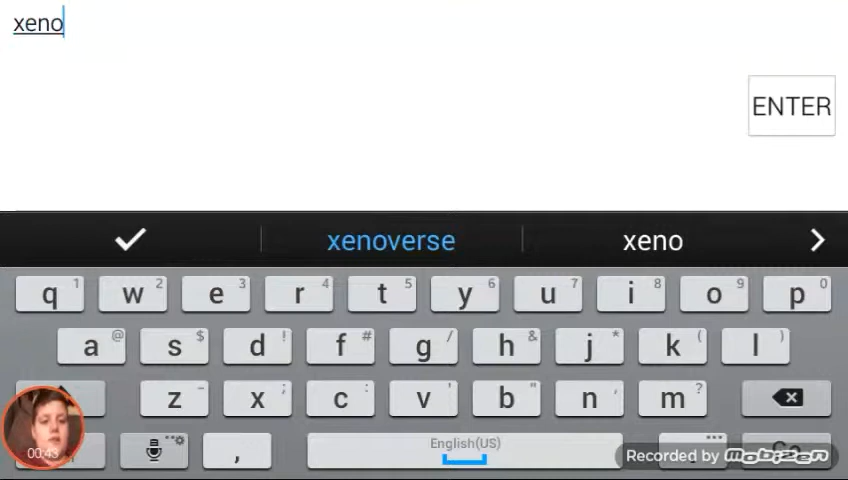 xeno
ENTER
xenoverse xeno
q 1 w 2 e 3 r 4 t 5 y 6 u 7 i 8 o 9 p 0
a @ s $ d ! f # g / h & j * k ( l )
z - x ; c : v ' b " n , m ?
00:43 , English(US) Recorded by mobizen